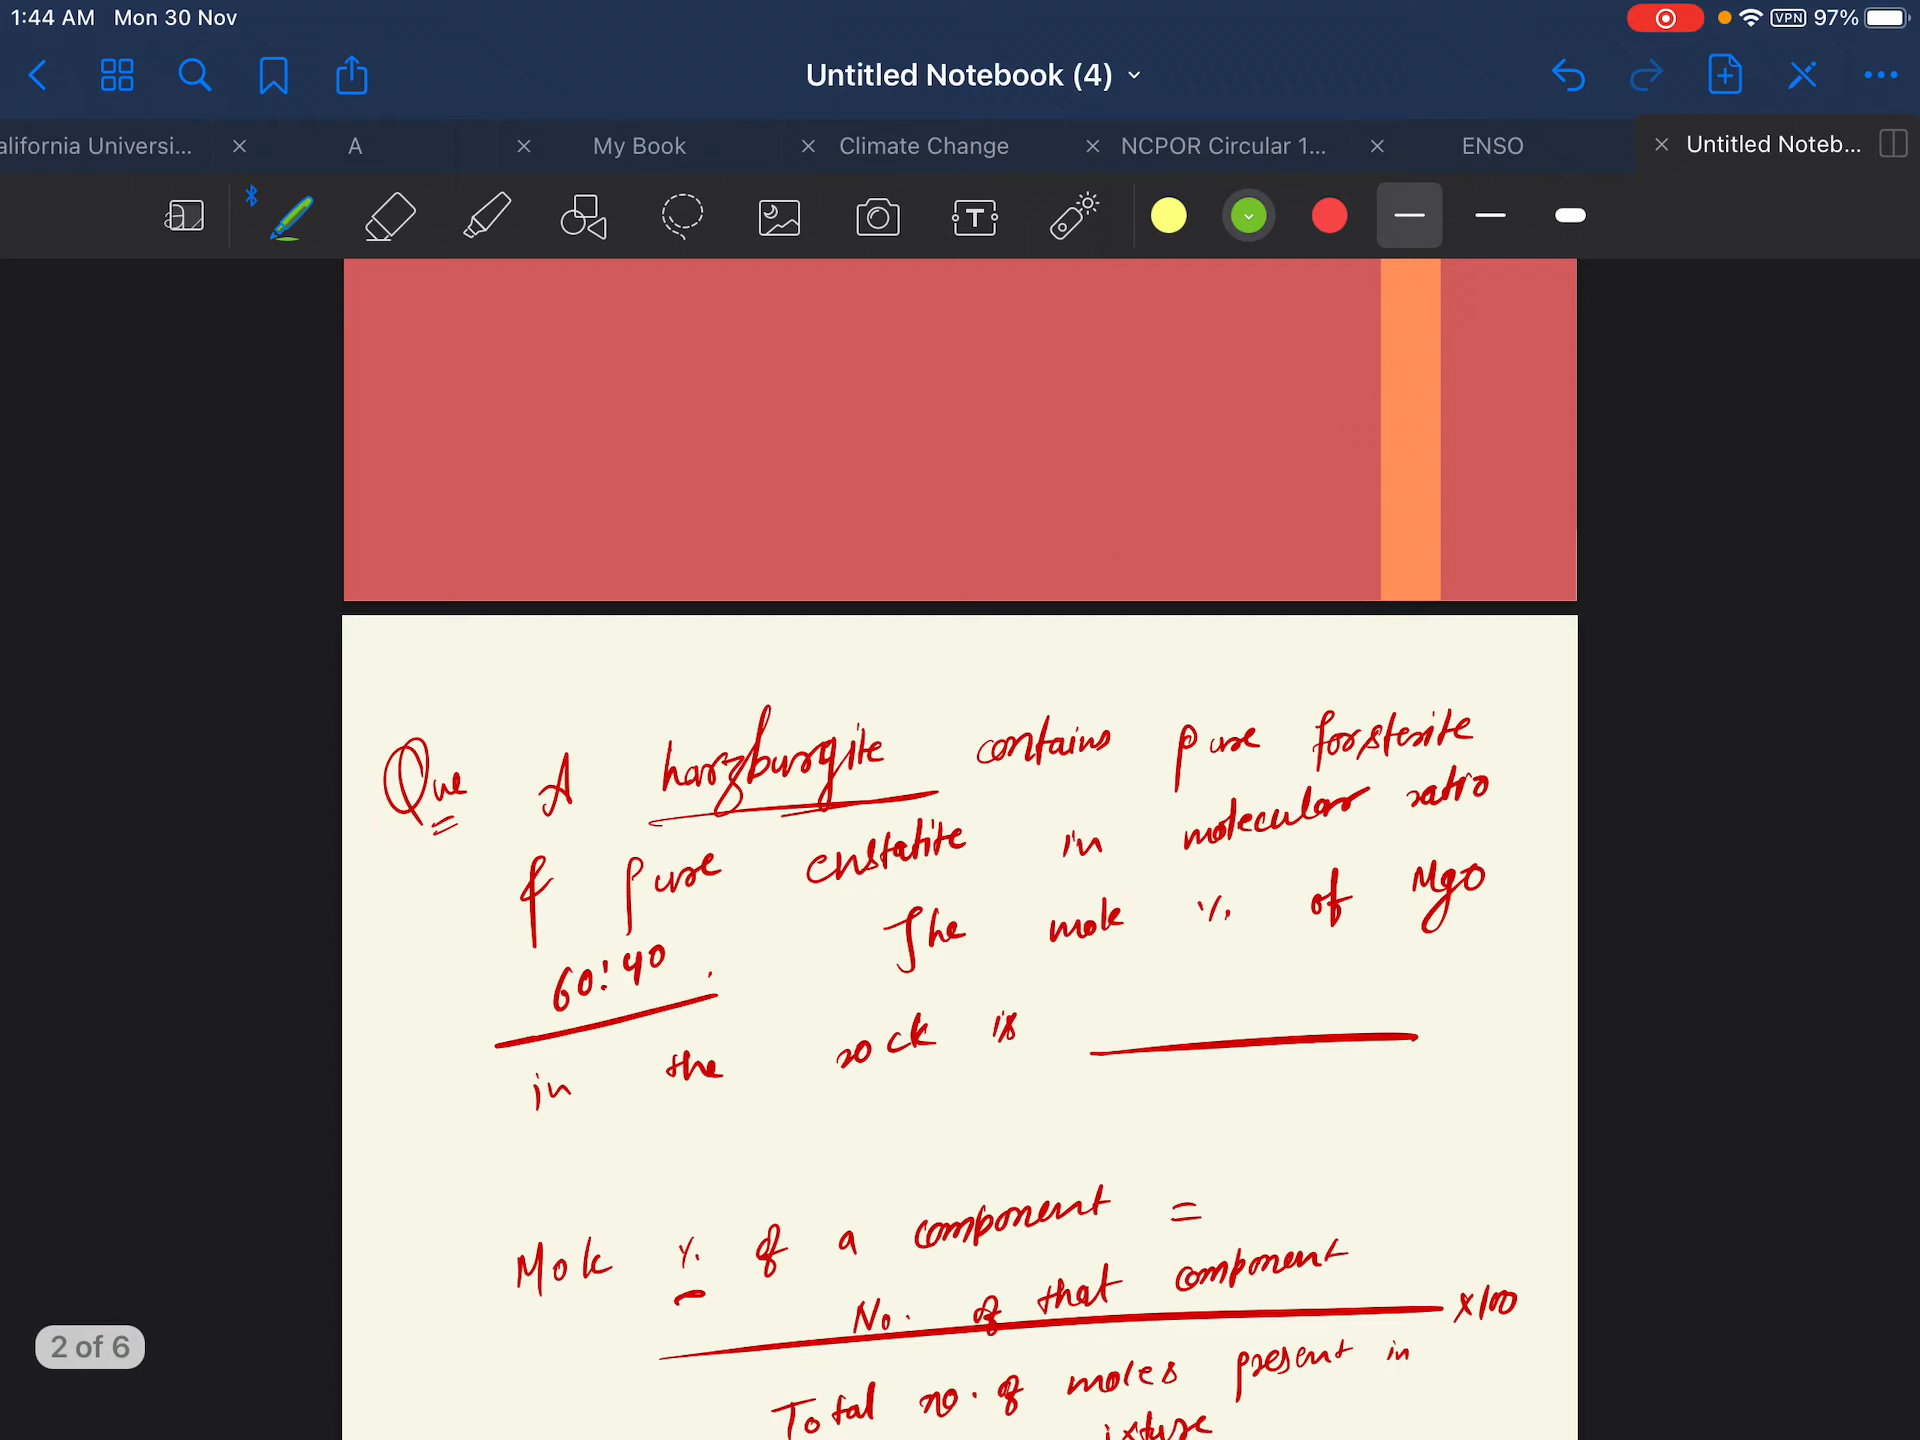 1:44 AM Mon 30 Nov
VPN 97%
Untitled Notebook (4)
alifornia Universi...
A
My Book
Climate Change
NCPOR Circular 1...
ENSO
Untitled Noteb...
T
Que A harzburgite contains pure forsterite
& pure enstatite in molecular ratio
60:40. The mole % of MgO
in the rock is
Mole % of a component =
No. of that component
x100
Total no. of moles present in
ixture
2 of 6